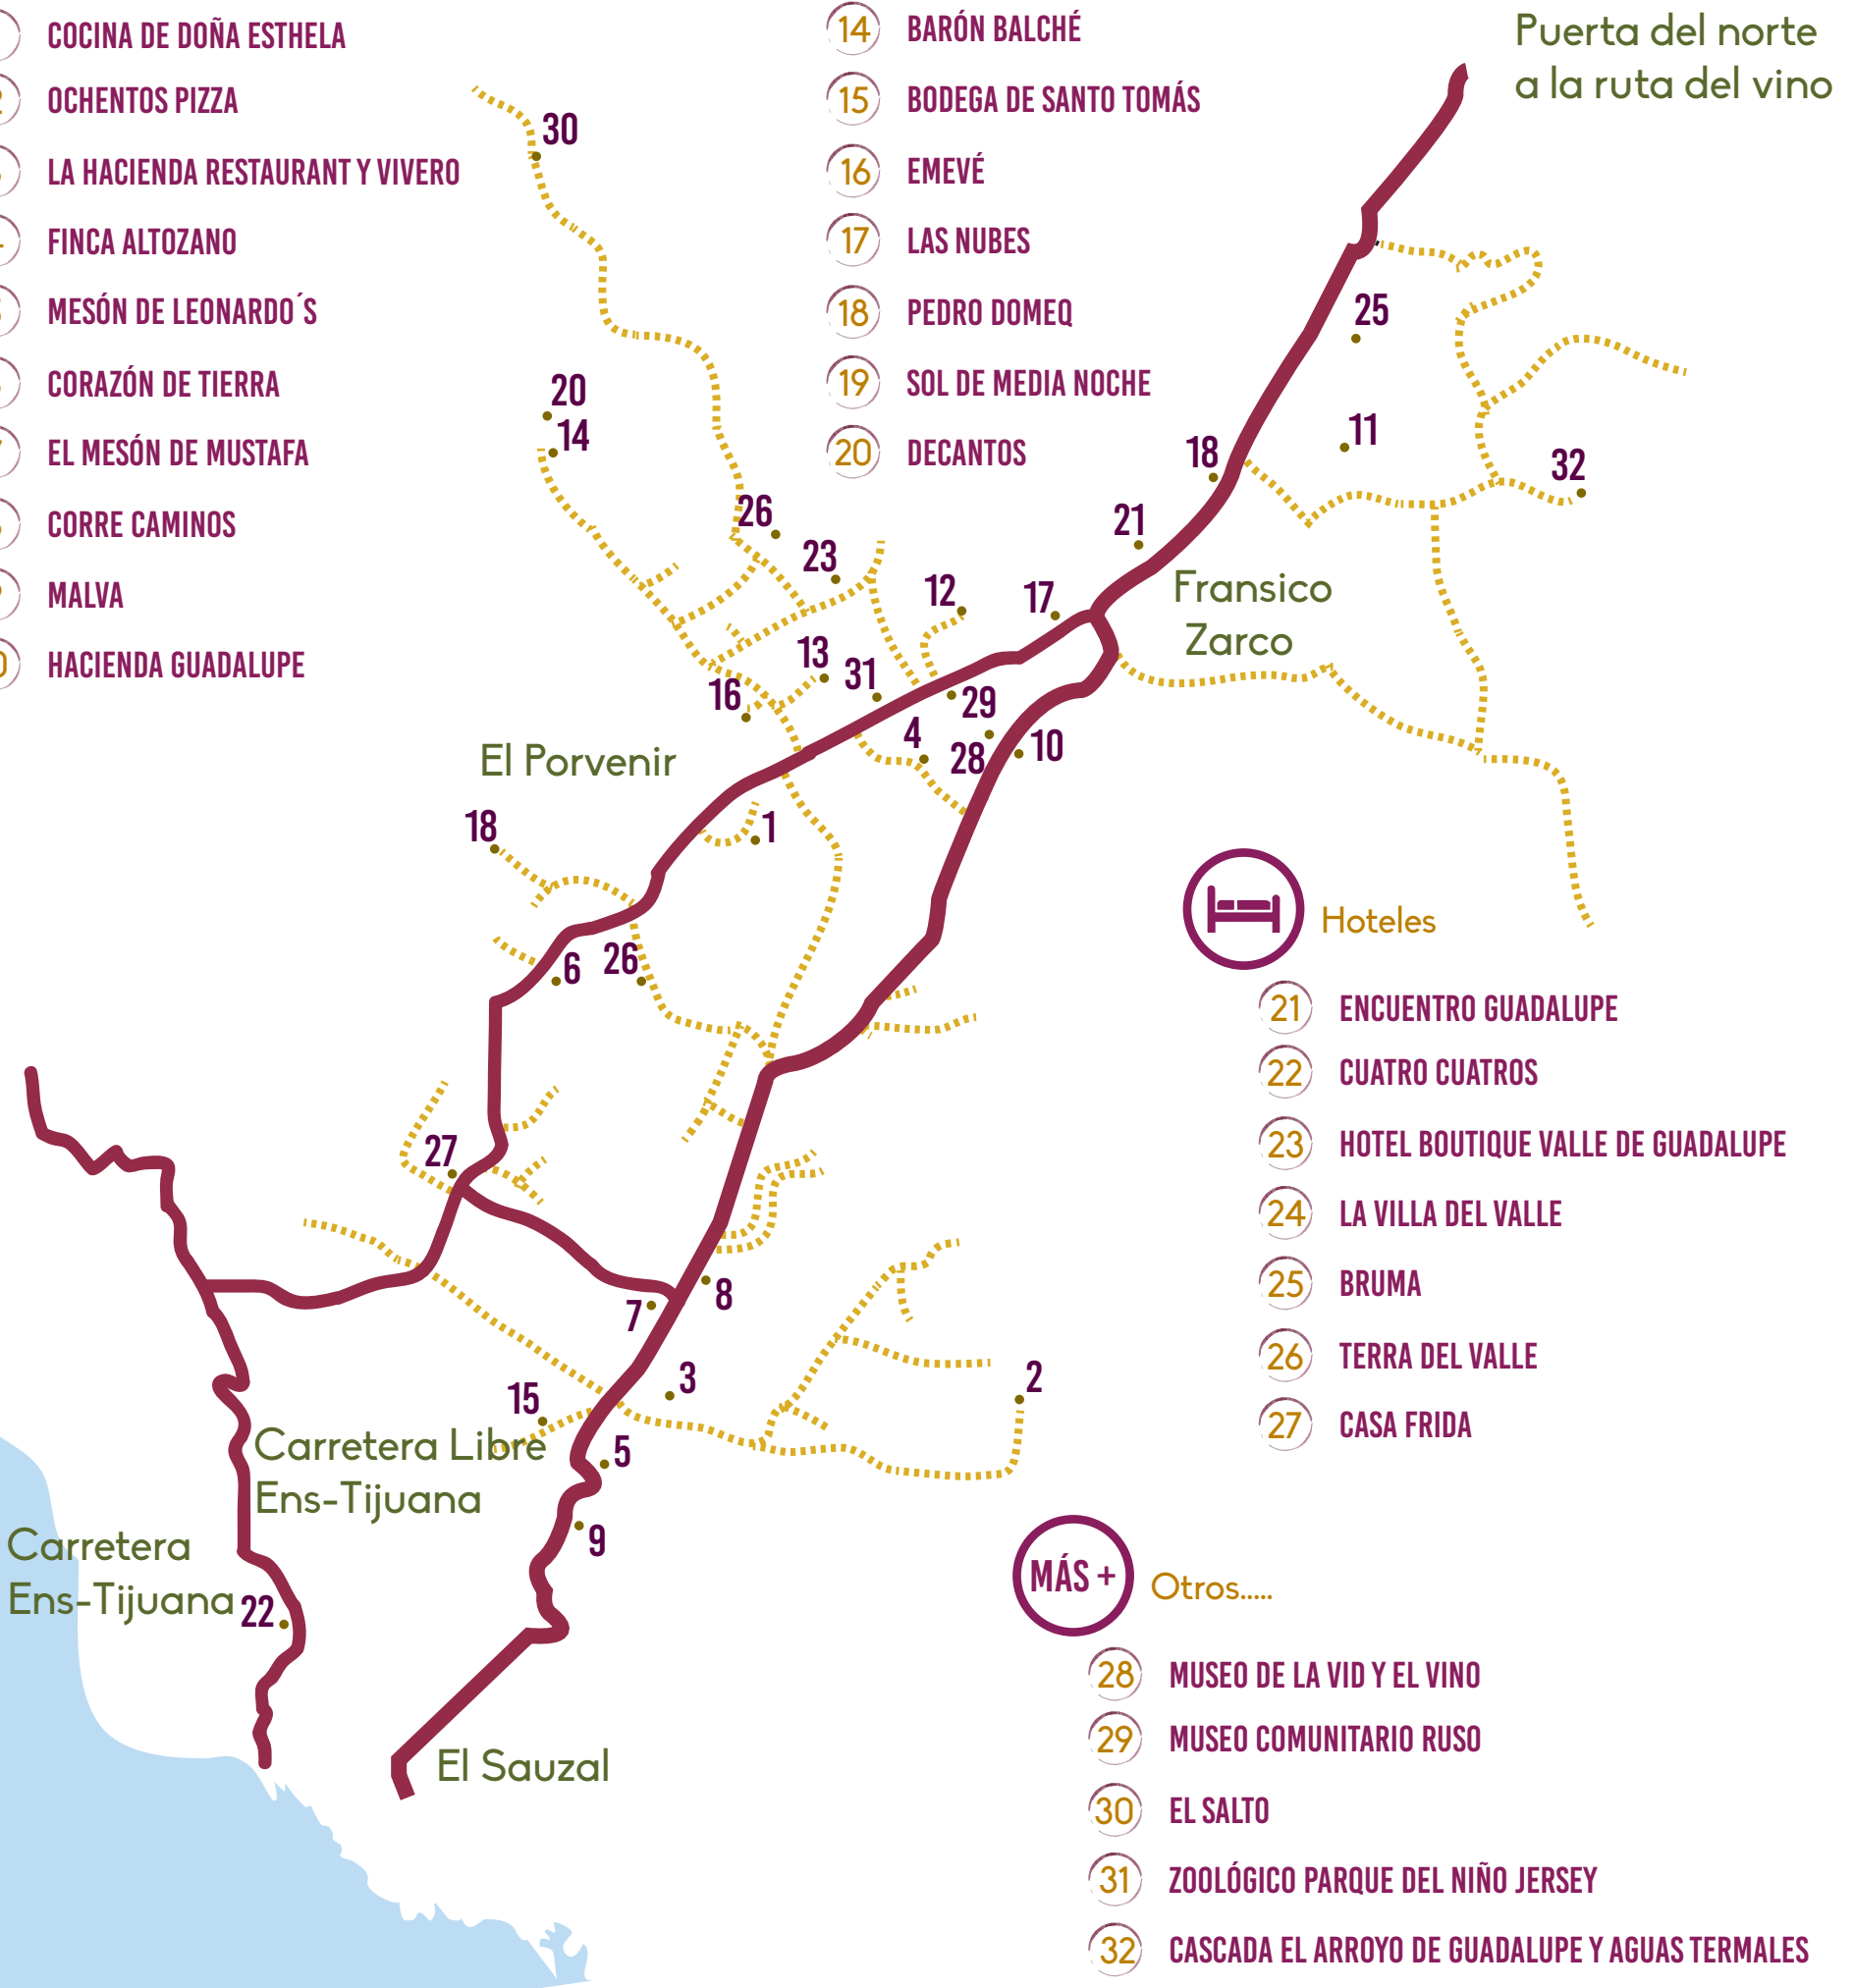 COCINA DE DOÑA ESTHELA
2 OCHENTOS PIZZA
LA HACIENDA RESTAURANT Y VIVERO
FINCA ALTOZANO
MESÓN DE LEONARDO´S
CORAZÓN DE TIERRA
EL MESÓN DE MUSTAFA
CORRE CAMINOS
MALVA
0 HACIENDA GUADALUPE
14 BARÓN BALCHÉ
15 BODEGA DE SANTO TOMÁS
16 EMEVÉ
17 LAS NUBES
18 PEDRO DOMEQ
19 SOL DE MEDIA NOCHE
20 DECANTOS
Puerta del norte
a la ruta del vino
30
25
20
14
11
18
32
26
21
23
12
17
Fransico
Zarco
13
31
16
29
4
28
10
El Porvenir
1
18
6
26
27
8
7
3
2
15
Carretera Libre
Ens-Tijuana
5
9
Carretera
Ens-Tijuana
22
El Sauzal
Hoteles
21 ENCUENTRO GUADALUPE
22 CUATRO CUATROS
23 HOTEL BOUTIQUE VALLE DE GUADALUPE
24 LA VILLA DEL VALLE
25 BRUMA
26 TERRA DEL VALLE
27 CASA FRIDA
MÁS + Otros.....
28 MUSEO DE LA VID Y EL VINO
29 MUSEO COMUNITARIO RUSO
30 EL SALTO
31 ZOOLÓGICO PARQUE DEL NIÑO JERSEY
32 CASCADA EL ARROYO DE GUADALUPE Y AGUAS TERMALES